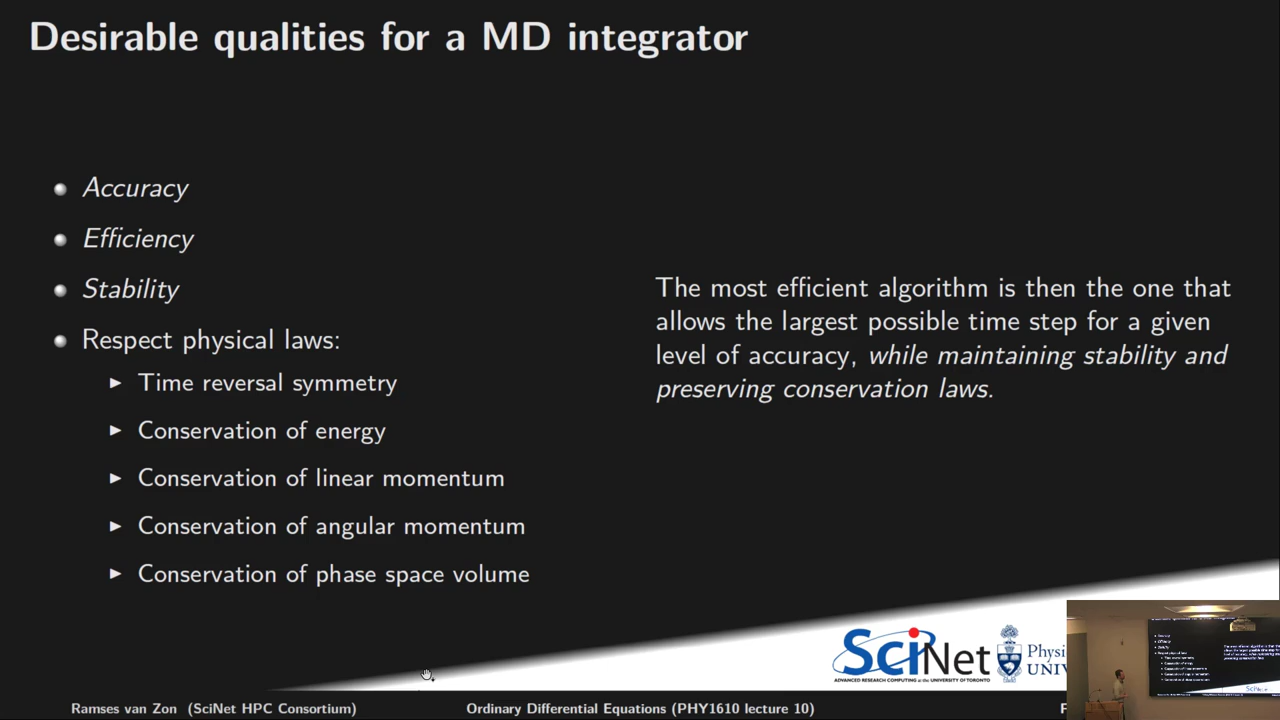 Desirable qualities for a MD integrator
Accuracy
Efficiency
Stability
Respect physical laws:
Time reversal symmetry
Conservation of energy
Conservation of linear momentum
Conservation of angular momentum
Conservation of phase space volume
The most efficient algorithm is then the one that
allows the largest possible time step for a given
level of accuracy, while maintaining stability and
preserving conservation laws.
SciNet
ADVANCED RESEARCH COMPUTING at the UNIVERSITY OF TORONTO
Physi
UNIV
Ramses van Zon (SciNet HPC Consortium)
Ordinary Differential Equations (PHY1610 lecture 10)
F